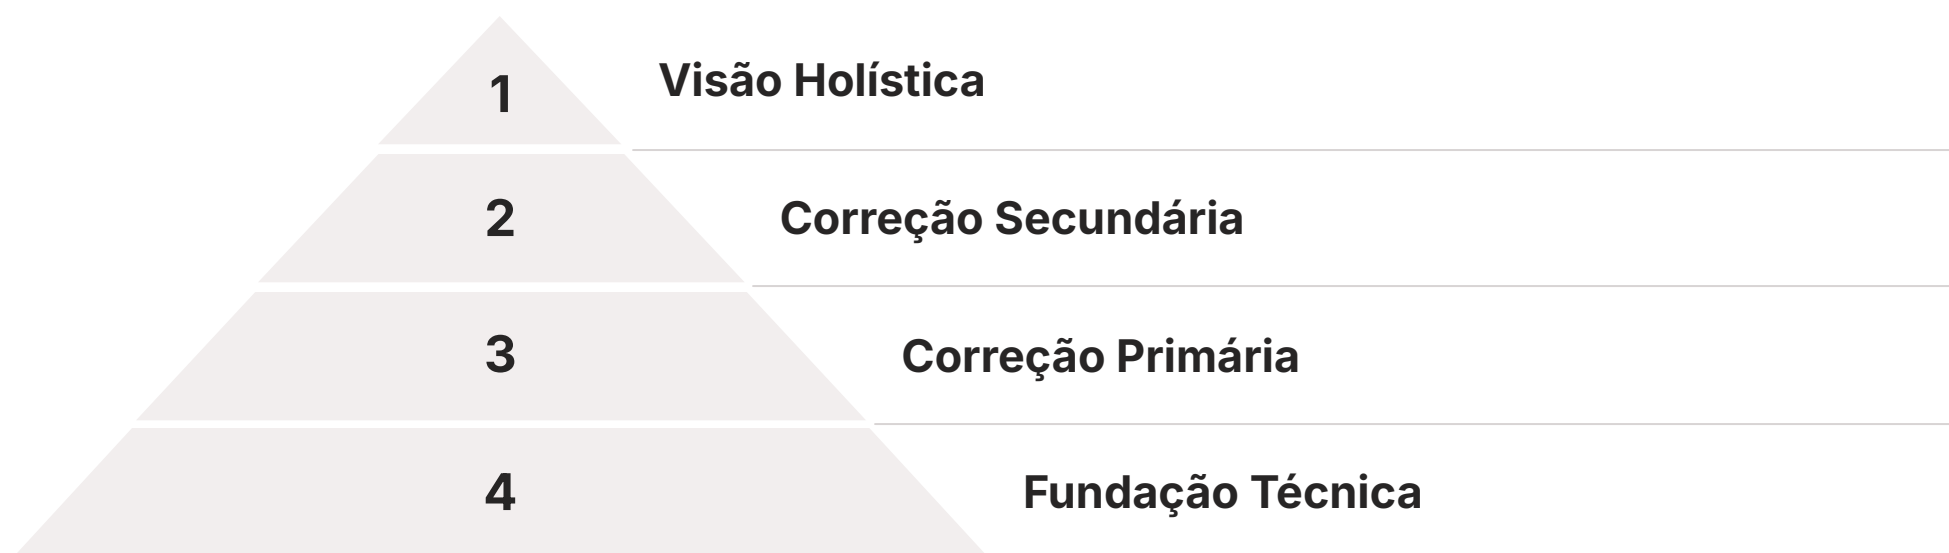 1
Visão Holística
2
Correção Secundária
3
Correção Primária
4
Fundação Técnica